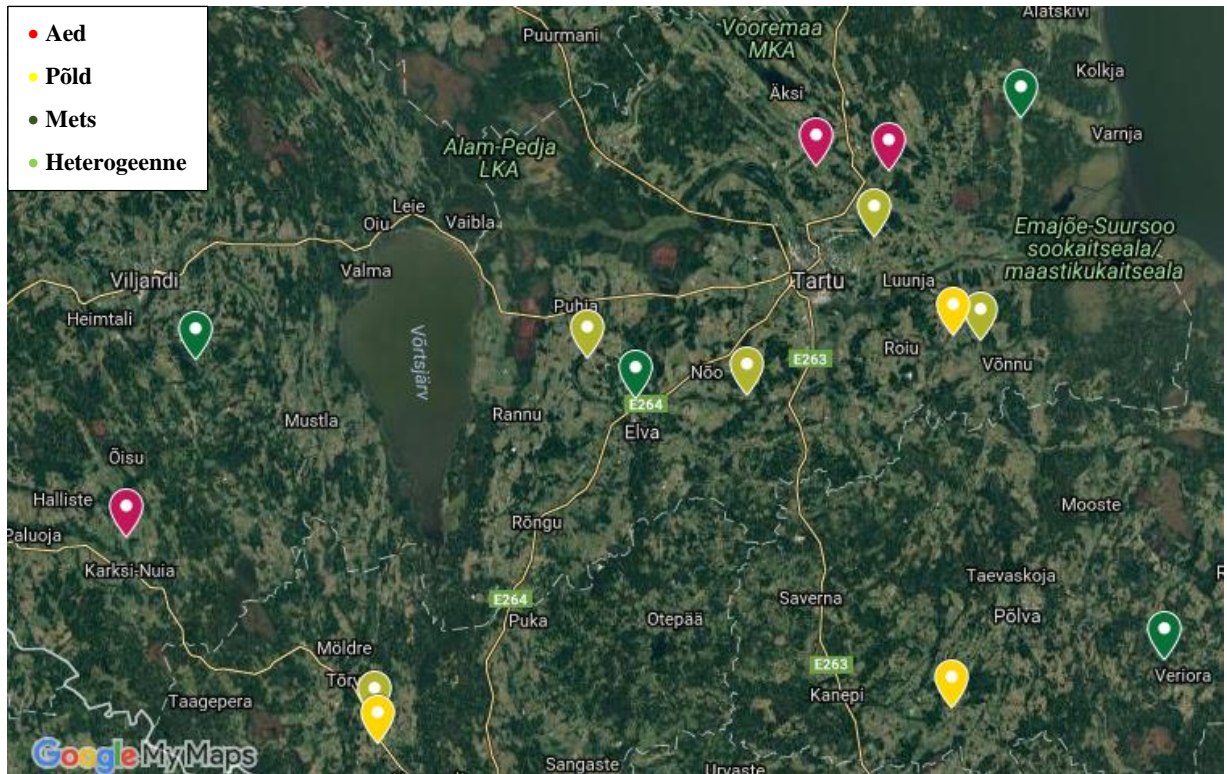 Aed
Põld
Mets
Heterogeenne
Alatskivi
Puurmani
Vooremaa
MKA
Kolkja
Äksi
Varnja
Alam-Pedja
LKA
Leie
Oiu
Vaibla
Emajõe-Suursoo
sookaitseala/
maastikukaitseala
Valma
Viljandi
Tartu
Luunja
Heimtali
Puhja
Võrtsjärv
Roiu
Võnnu
E263
Nõo
E264
Rannu
Mustla
Elva
Õisu
Halliste
Mooste
Paluoja
Rõngu
Karksi-Nuia
Taevaskoja
E264
Saverna
Puka
Otepää
Põlva
Möldre
E263
Veriora
Taagepera
Kanepi
Google My Maps
Sangaste
Urvaste